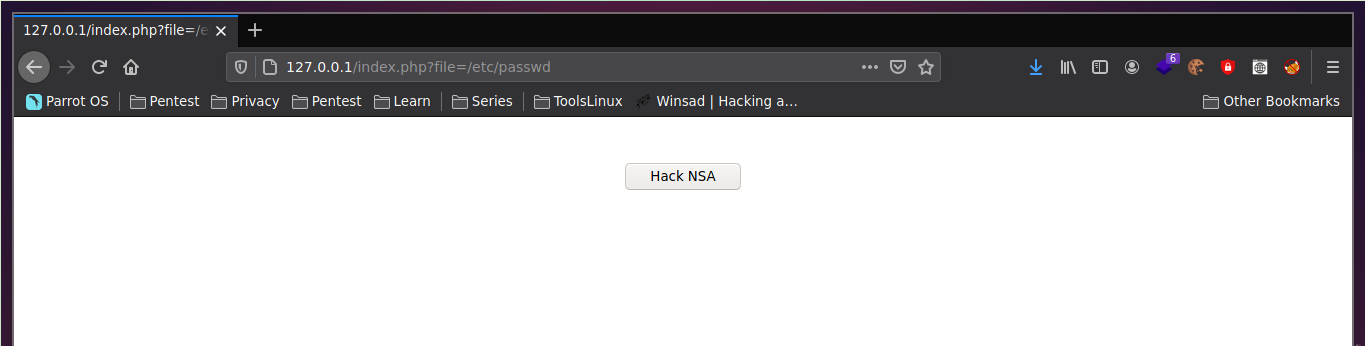 127.0.0.1/index.php?file=/e
127.0.0.1/index.php?file=/etc/passwd
6
Parrot OS Pentest Privacy Pentest Learn Series ToolsLinux Winsad | Hacking a... Other Bookmarks
Hack NSA